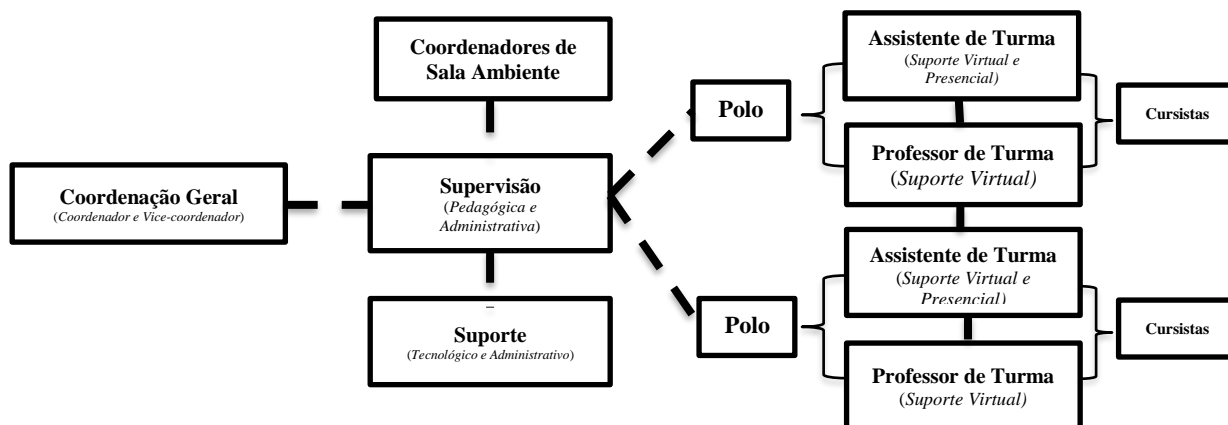 Coordenação Geral
(Coordenador e Vice-coordenador)
Coordenadores de
Sala Ambiente
Supervisão
(Pedagógica e
Administrativa)
Suporte
(Tecnológico e Administrativo)
Polo
Assistente de Turma
(Suporte Virtual e
Presencial)
Professor de Turma
(Suporte Virtual)
Cursistas
Polo
Assistente de Turma
(Suporte Virtual e
Presencial)
Professor de Turma
(Suporte Virtual)
Cursistas